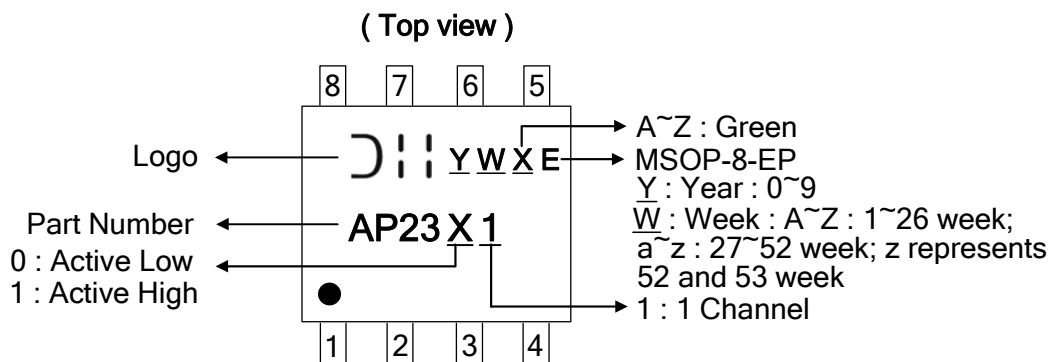 ( Top view )
8 7 6 5
Logo
Y W X E
A~Z : Green
MSOP-8-EP
Y : Year : 0~9
W : Week : A~Z : 1~26 week;
a~z : 27~52 week; z represents
52 and 53 week
Part Number
AP23 X 1
0 : Active Low
1 : Active High
1 : 1 Channel
1 2 3 4